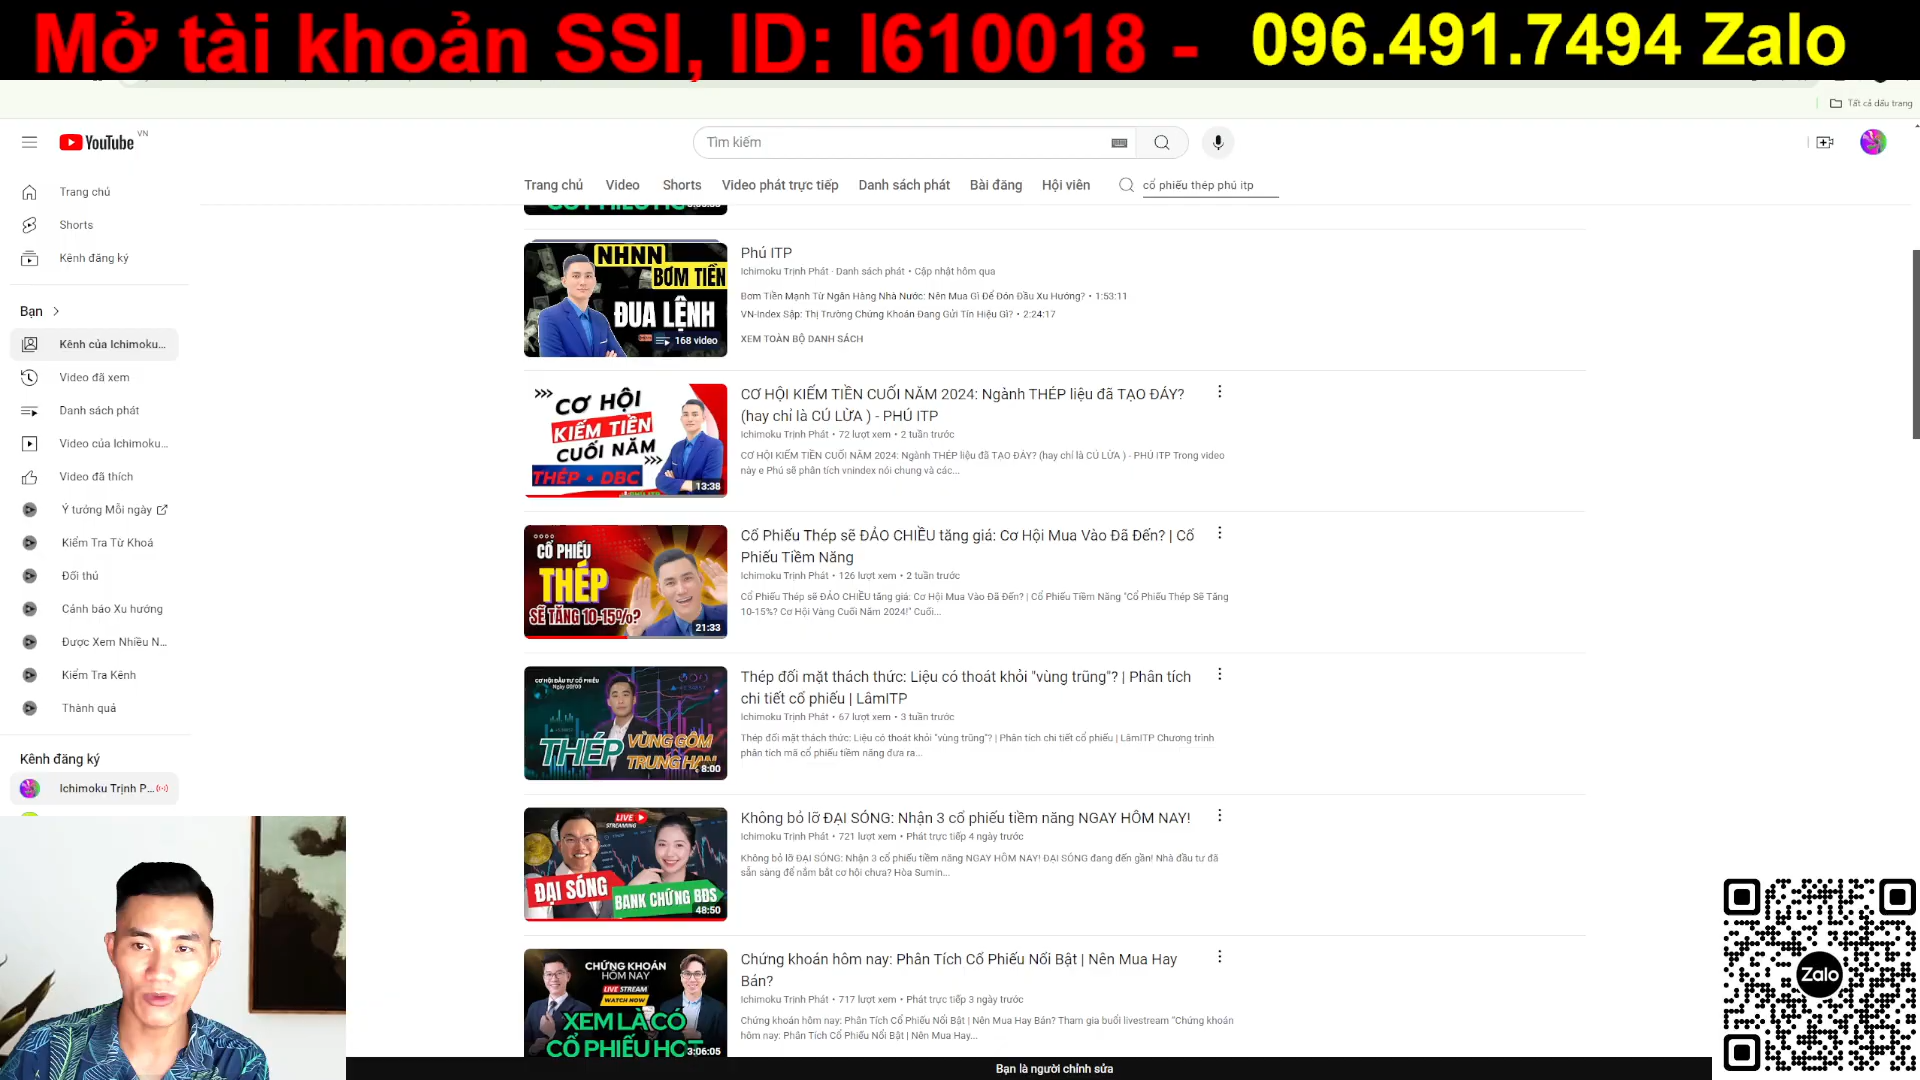 Mở tài khoản SSI, ID: I610018 - 096.491.7494 Zalo
Tất cả dấu trang
YouTube VN
Tìm kiếm
Trang chủ
Video
Shorts
Video phát trực tiếp
Danh sách phát
Bài đăng
Hội viên
cổ phiếu thép phú itp
Trang chủ
Shorts
Kênh đăng ký
Bạn
Kênh của Ichimoku...
Video đã xem
Danh sách phát
Video của Ichimoku...
Video đã thích
Ý tưởng Mỗi ngày
Kiểm Tra Từ Khoá
Đối thủ
Cảnh báo Xu hướng
Được Xem Nhiều N...
Kiểm Tra Kênh
Thành quả
Kênh đăng ký
Ichimoku Trịnh P...
NHNN
BƠM TIỀN
ĐUA LỆNH
168 video
Phú ITP
Ichimoku Trịnh Phát · Danh sách phát • Cập nhật hôm qua
Bơm Tiền Mạnh Từ Ngân Hàng Nhà Nước: Nên Mua Gì Để Đón Đầu Xu Hướng? • 1:53:11
VN-Index Sập: Thị Trường Chứng Khoán Đang Gửi Tín Hiệu Gì? • 2:24:17
XEM TOÀN BỘ DANH SÁCH
CƠ HỘI
KIẾM TIỀN
CUỐI NĂM
THÉP + DBC
13:38
CƠ HỘI KIẾM TIỀN CUỐI NĂM 2024: Ngành THÉP liệu đã TẠO ĐÁY?
(hay chỉ là CÚ LỪA ) - PHÚ ITP
Ichimoku Trịnh Phát • 72 lượt xem • 2 tuần trước
CƠ HỘI KIẾM TIỀN CUỐI NĂM 2024: Ngành THÉP liệu đã TẠO ĐÁY? (hay chỉ là CÚ LỪA ) - PHÚ ITP Trong video
này e Phú sẽ phân tích vnindex nói chung và các...
CỔ PHIẾU
THÉP
SẼ TĂNG 10-15%?
21:33
Cổ Phiếu Thép sẽ ĐẢO CHIỀU tăng giá: Cơ Hội Mua Vào Đã Đến? | Cổ
Phiếu Tiềm Năng
Ichimoku Trịnh Phát • 126 lượt xem • 2 tuần trước
Cổ Phiếu Thép sẽ ĐẢO CHIỀU tăng giá: Cơ Hội Mua Vào Đã Đến? | Cổ Phiếu Tiềm Năng "Cổ Phiếu Thép Sẽ Tăng
10-15%? Cơ Hội Vàng Cuối Năm 2024!" Cuối...
CƠ HỘI ĐẦU TƯ CỔ PHIẾU
THÉP VÙNG GOM
TRUNG HẠN
8:00
Thép đối mặt thách thức: Liệu có thoát khỏi "vùng trũng"? | Phân tích
chi tiết cổ phiếu | LâmITP
Ichimoku Trịnh Phát • 67 lượt xem • 3 tuần trước
Thép đối mặt thách thức: Liệu có thoát khỏi "vùng trũng"? | Phân tích chi tiết cổ phiếu | LâmITP Chương trình
phân tích mã cổ phiếu tiềm năng đưa ra...
LIVE
STREAMING
ĐẠI SÓNG
BANK CHỨNG BĐS
48:50
Không bỏ lỡ ĐẠI SÓNG: Nhận 3 cổ phiếu tiềm năng NGAY HÔM NAY!
Ichimoku Trịnh Phát • 721 lượt xem • Phát trực tiếp 4 ngày trước
Không bỏ lỡ ĐẠI SÓNG: Nhận 3 cổ phiếu tiềm năng NGAY HÔM NAY! ĐẠI SÓNG đang đến gần! Nhà đầu tư đã
sẵn sàng để nắm bắt cơ hội chưa? Hòa Sumin...
CHỨNG KHOÁN
HÔM NAY
LIVE STREAM
WATCH NOW
XEM LÀ CÓ
CỔ PHIẾU HOT
3:06:05
Chứng khoán hôm nay: Phân Tích Cổ Phiếu Nổi Bật | Nên Mua Hay
Bán?
Ichimoku Trịnh Phát • 717 lượt xem • Phát trực tiếp 3 ngày trước
Chứng khoán hôm nay: Phân Tích Cổ Phiếu Nổi Bật | Nên Mua Hay Bán? Tham gia buổi livestream "Chứng khoán
hôm nay: Phân Tích Cổ Phiếu Nổi Bật | Nên Mua Hay...
Zalo
Bạn là người chỉnh sửa